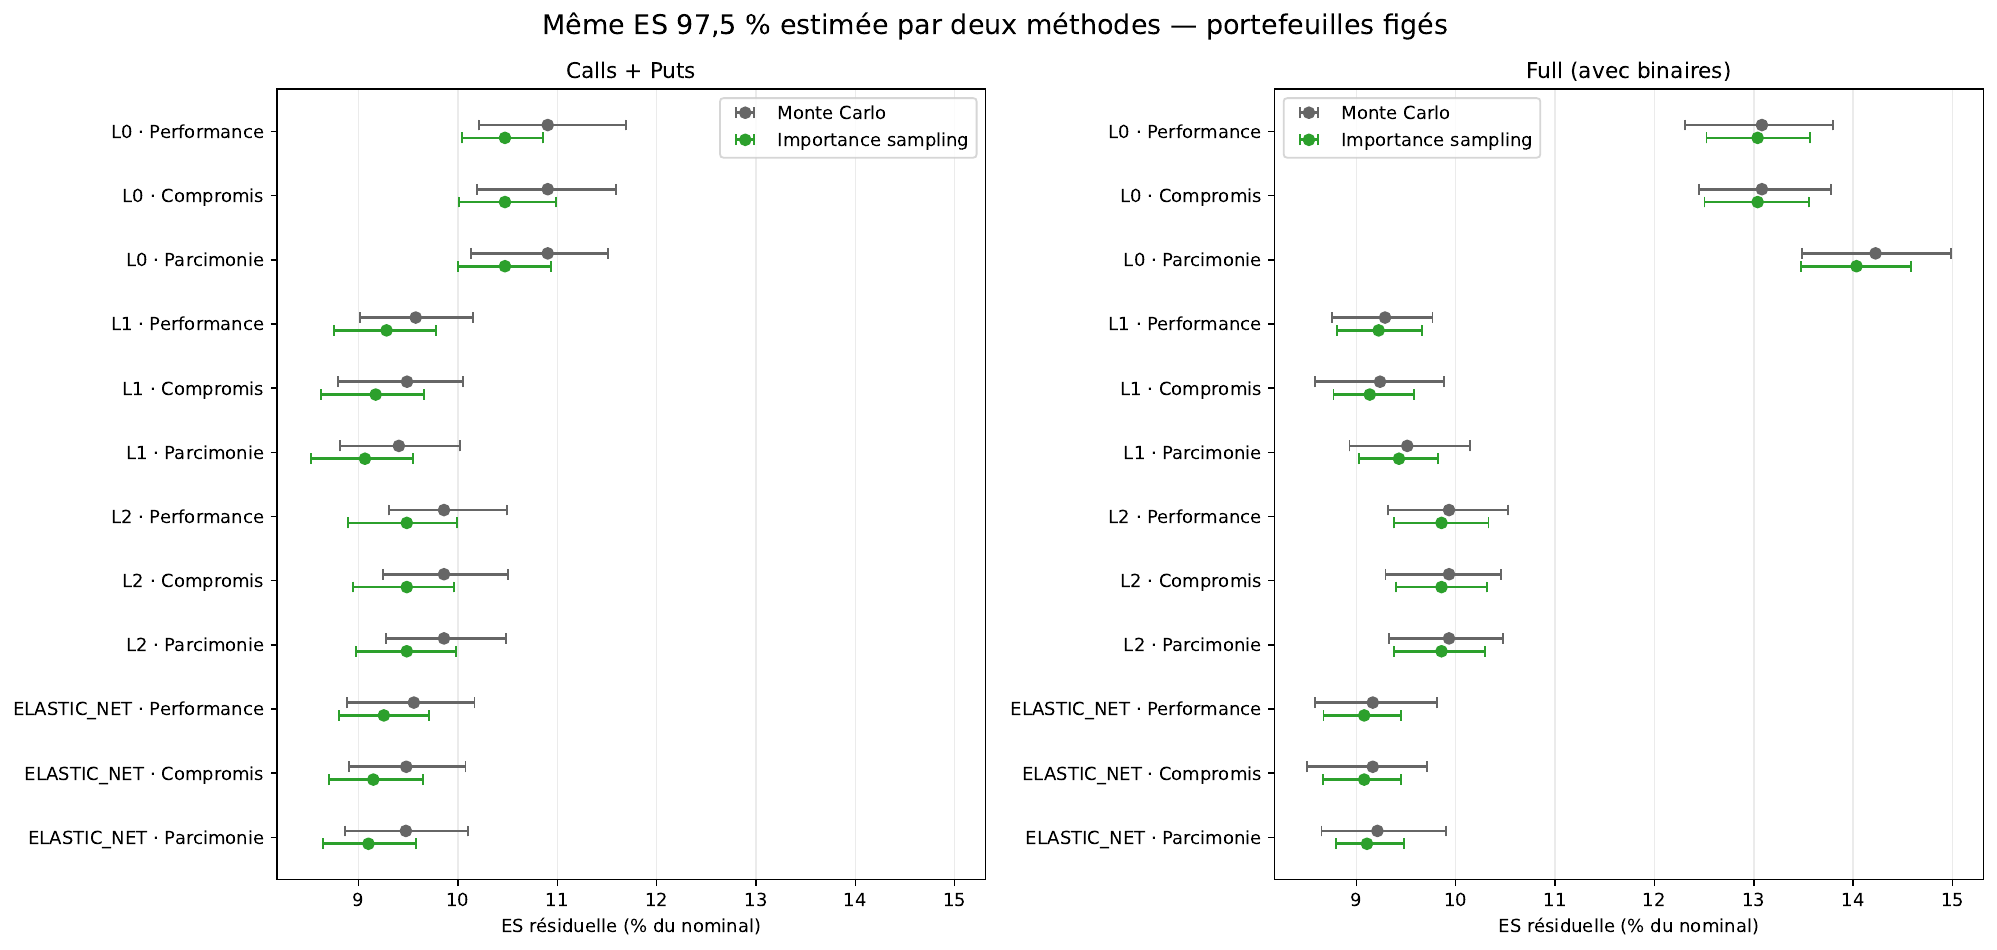 Même ES 97,5 % estimée par deux méthodes — portefeuilles figés
Calls + Puts
Monte Carlo
Importance sampling
L0 · Performance
L0 · Compromis
L0 · Parcimonie
L1 · Performance
L1 · Compromis
L1 · Parcimonie
L2 · Performance
L2 · Compromis
L2 · Parcimonie
ELASTIC_NET · Performance
ELASTIC_NET · Compromis
ELASTIC_NET · Parcimonie
9 10 11 12 13 14 15
ES résiduelle (% du nominal)
Full (avec binaires)
Monte Carlo
Importance sampling
L0 · Performance
L0 · Compromis
L0 · Parcimonie
L1 · Performance
L1 · Compromis
L1 · Parcimonie
L2 · Performance
L2 · Compromis
L2 · Parcimonie
ELASTIC_NET · Performance
ELASTIC_NET · Compromis
ELASTIC_NET · Parcimonie
9 10 11 12 13 14 15
ES résiduelle (% du nominal)